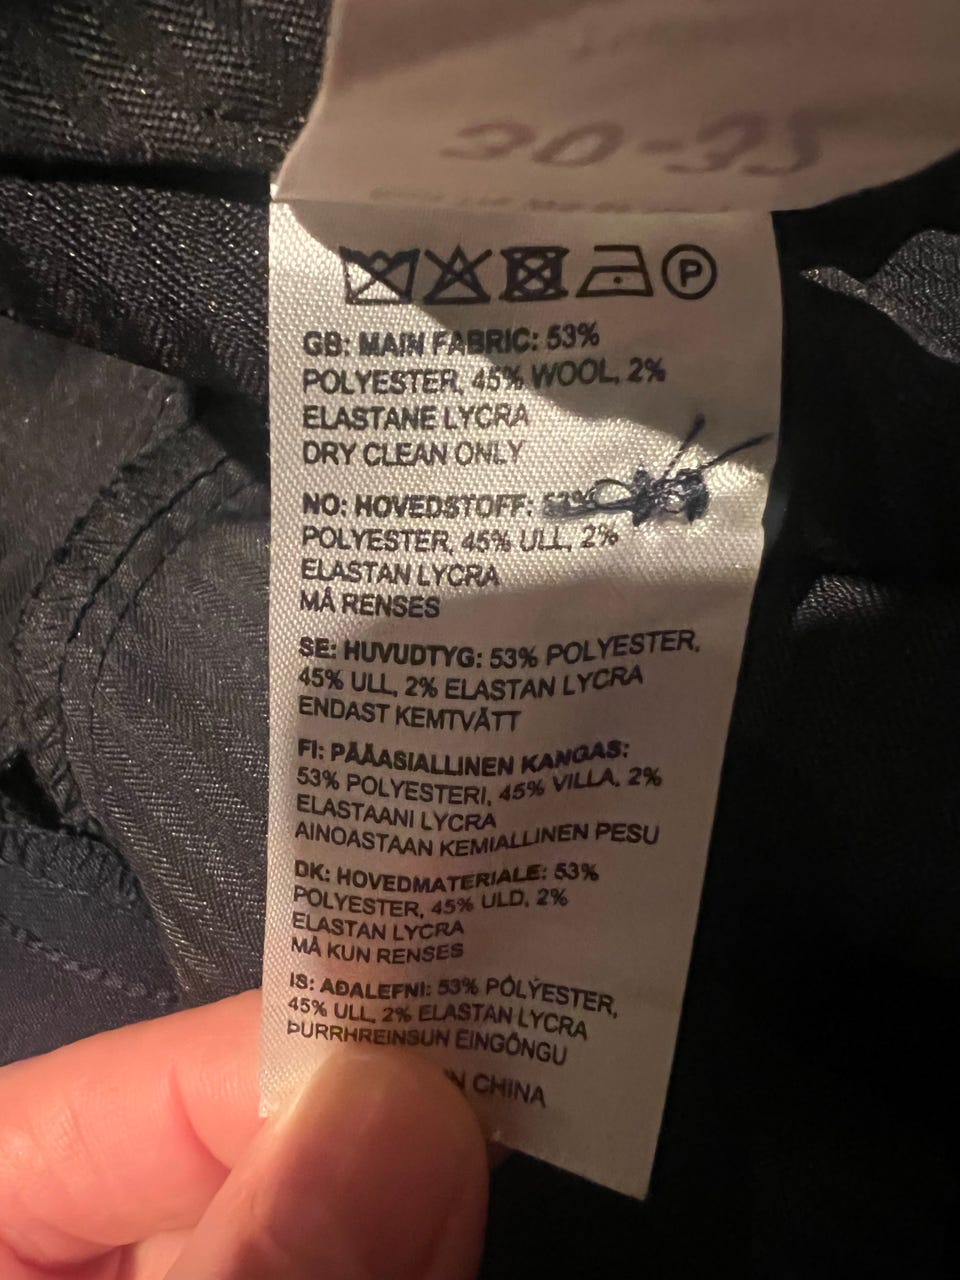 30-35
P
GB: MAIN FABRIC: 53%
POLYESTER, 45% WOOL, 2%
ELASTANE LYCRA
DRY CLEAN ONLY
NO: HOVEDSTOFF: 53%
POLYESTER, 45% ULL, 2%
ELASTAN LYCRA
MÅ RENSES
SE: HUVUDTYG: 53% POLYESTER,
45% ULL, 2% ELASTAN LYCRA
ENDAST KEMTVÄTT
FI: PÄÄASIALLINEN KANGAS:
53% POLYESTERI, 45% VILLA, 2%
ELASTAANI LYCRA
AINOASTAAN KEMIALLINEN PESU
DK: HOVEDMATERIALE: 53%
POLYESTER, 45% ULD, 2%
ELASTAN LYCRA
MÅ KUN RENSES
IS: AÐALEFNI: 53% PÓLÝESTER,
45% ULL, 2% ELASTAN LYCRA
ÞURRHREINSUN EINGÖNGU
CHINA